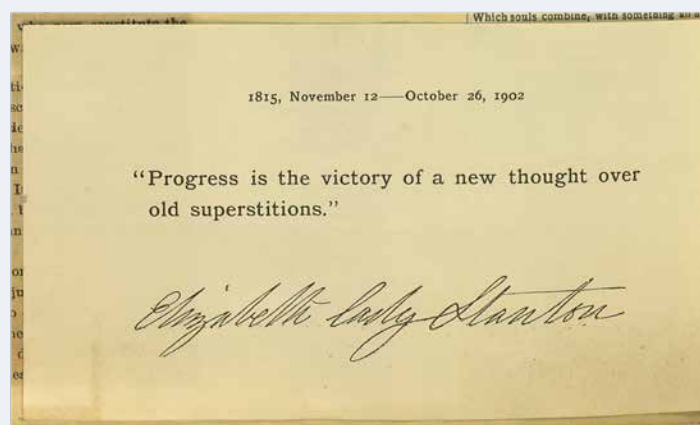 Which souls combine, with something
1815, November 12——October 26, 1902
“Progress is the victory of a new thought over
old superstitions.”
Elizabeth Cady Stanton